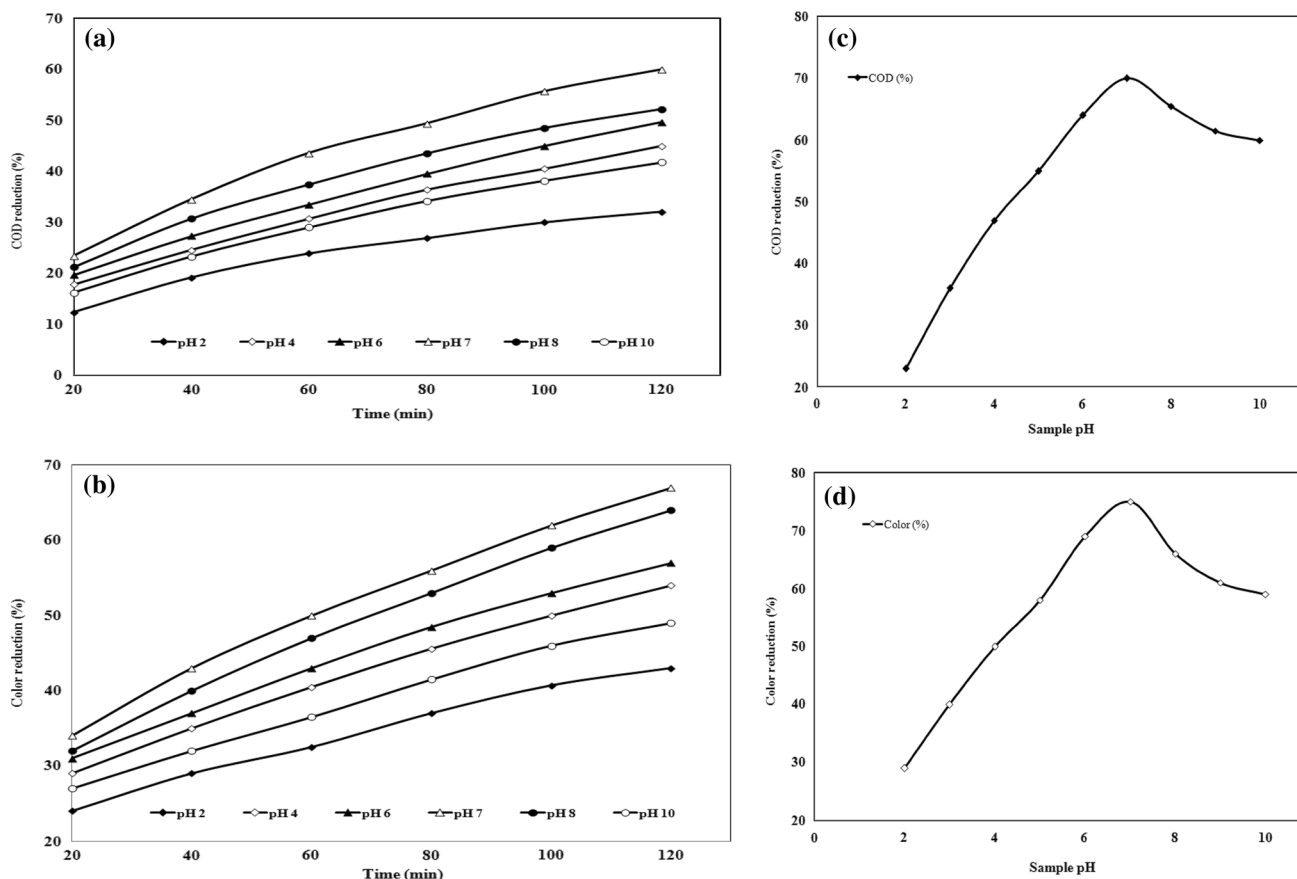 (a)
70
60
50
40
30
20
10
0
COD reduction (%)
pH 2 pH 4 pH 6 pH 7 pH 8 pH 10
20 40 60 80 100 120
Time (min)
(c)
80
70
60
50
40
30
20
COD reduction (%)
COD (%)
0 2 4 6 8 10
Sample pH
(b)
70
60
50
40
30
20
Color reduction (%)
pH 2 pH 4 pH 6 pH 7 pH 8 pH 10
20 40 60 80 100 120
Time (min)
(d)
80
70
60
50
40
30
20
Color reduction (%)
Color (%)
0 2 4 6 8 10
Sample pH